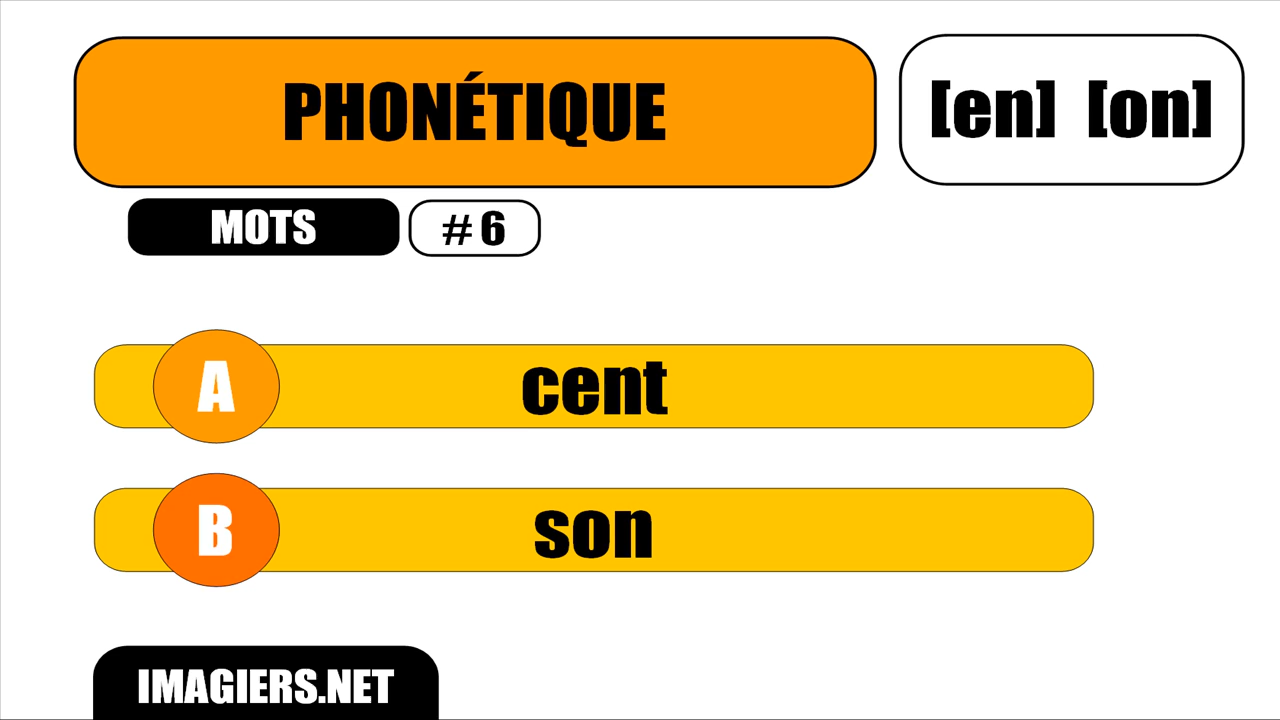 PHONÉTIQUE
[en] [on]
MOTS
# 6
A
cent
B
son
IMAGIERS.NET